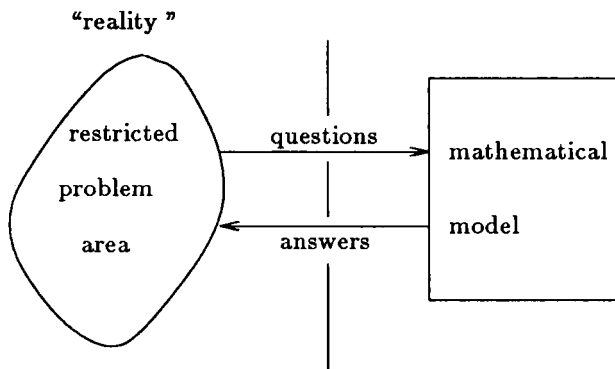 “reality ”
restricted
problem
area
questions
answers
mathematical
model